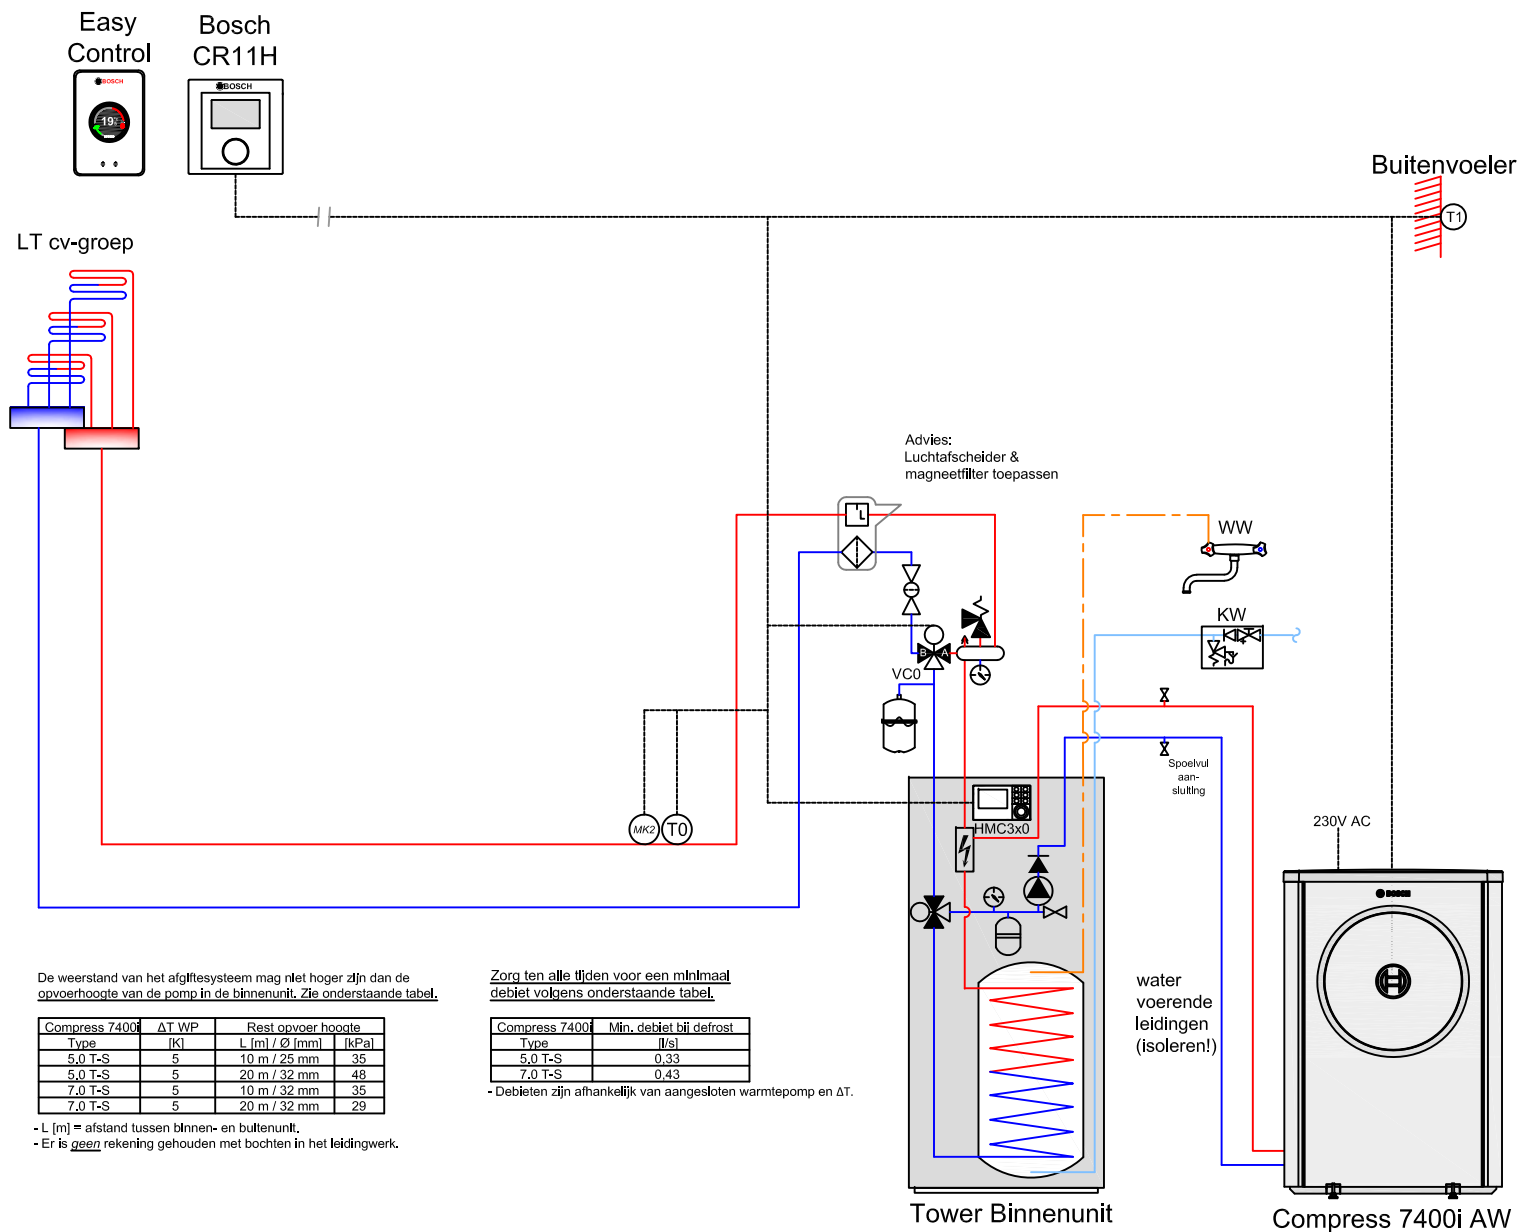 Easy
Control
Bosch
CR11H
BOSCH
BOSCH
19
Buitenvoeler
T1
LT cv-groep
Advies:
Luchtafscheider &
magneetfilter toepassen
L
WW
KW
B
A
VC0
Spoelvul
aan-
sluiting
MK2
T0
HMC3x0
230V AC
BOSCH
water
voerende
leidingen
(isoleren!)
De weerstand van het afgiftesysteem mag niet hoger zijn dan de
opvoerhoogte van de pomp in de binnenunit. Zie onderstaande tabel.
Compress 7400i ΔT WP Rest opvoer hoogte
Type [K] L [m] / Ø [mm] [kPa]
5.0 T-S 5 10 m / 25 mm 35
5.0 T-S 5 20 m / 32 mm 48
7.0 T-S 5 10 m / 32 mm 35
7.0 T-S 5 20 m / 32 mm 29
- L [m] = afstand tussen binnen- en buitenunit.
- Er is geen rekening gehouden met bochten in het leidingwerk.
Zorg ten alle tijden voor een minimaal
debiet volgens onderstaande tabel.
Compress 7400i Min. debiet bij defrost
Type [l/s]
5.0 T-S 0,33
7.0 T-S 0,43
- Debieten zijn afhankelijk van aangesloten warmtepomp en ΔT.
Tower Binnenunit
Compress 7400i AW